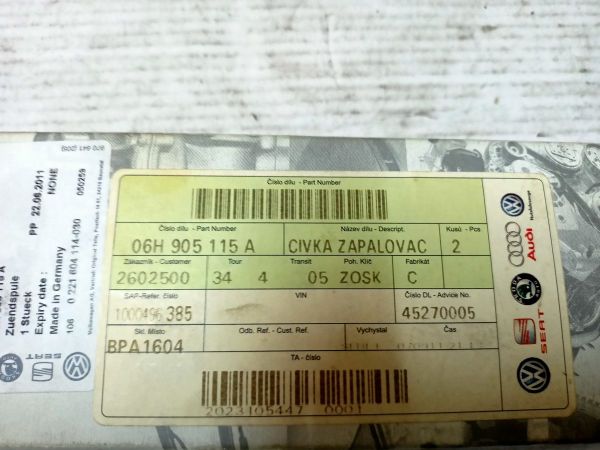 Číslo dílu - Part Number
Číslo dílu - Part Number Název dílu - Descript. Kusů - Pcs
06H 905 115 A CIVKA ZAPALOVAC 2
Zákazník - Customer Tour Transit Poh. Klíč Fabrikát
2602500 34 4 05 ZOSK C
SAP-Refer. číslo VIN Číslo DL - Advice No.
1000496385 45270005
Skl. Místo Odb. Ref. - Cust. Ref. Vychystal Čas
BPA1604
TA - číslo
2023105447 0001
Audi
SEAT
Zuendspule
1 Stueck PP 22.06.2011
Expiry date : NONE
Made in Germany
106 0 221 604 114-030 050259